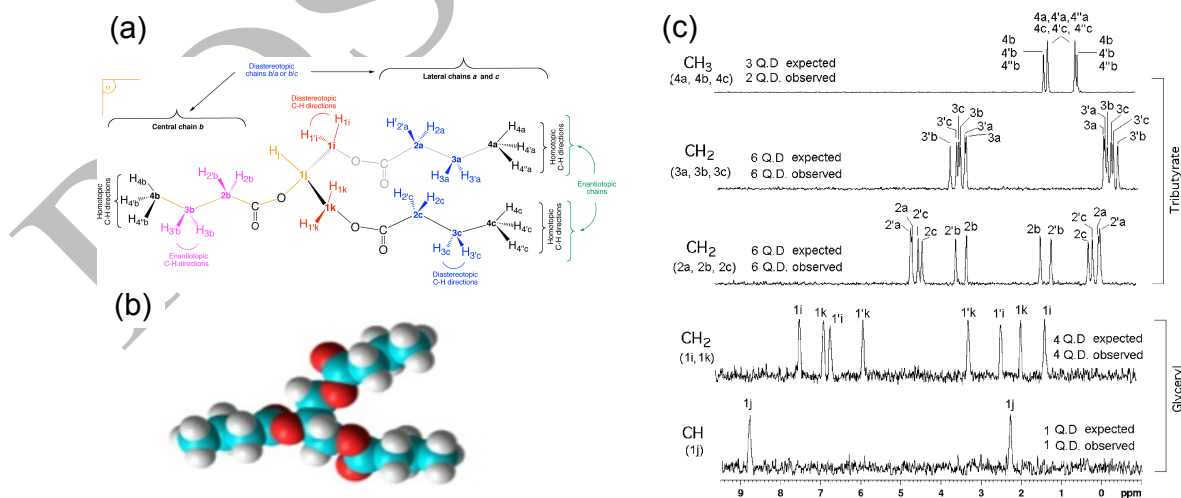 (a)
Diastereotopic
chains b/a or b/c
Lateral chains a and c
σ
Central chain b
Diastereotopic
C-H directions
H1i
H1'i
1i
Hj
1j
O
O
H'2'a
H2a
2a
3a
H3a
H3'a
4a
H4a
H4'a
H4''a
Homotopic
C-H directions
Enantiotopic
chains
Homotopic
C-H directions
H4b
H4'b
H4''b
4b
3b
H3'b
H3b
Enantiotopic
C-H directions
H2'b
H2b
2b
O
O
H1k
1k
H1'k
O
O
H2'c
H2c
2c
3c
H3c
H3'c
Diastereotopic
C-H directions
4c
H4c
H4'c
H4''c
Homotopic
C-H directions
(b)
(c)
CH3
(4a, 4b, 4c)
3 Q.D expected
2 Q.D. observed
4b
4'b
4''b
4a, 4'a, 4''a
4c, 4'c, 4''c
4b
4'b
4''b
CH2
(3a, 3b, 3c)
6 Q.D expected
6 Q.D. observed
3'b
3'c
3c
3b
3'a
3a
3a
3'a
3b
3c
3'c
3'b
CH2
(2a, 2b, 2c)
6 Q.D expected
6 Q.D. observed
2a
2'a
2'c
2c
2'b
2b
2b
2'b
2'c
2c
2a
2'a
Tributyrate
CH2
(1i, 1k)
1i
1k
1'i
1'k
1'k
1'i
1k
1i
4 Q.D expected
4 Q.D. observed
CH
(1j)
1j
1j
1 Q.D expected
1 Q.D. observed
Glyceryl
9 8 7 6 5 4 3 2 1 0 ppm